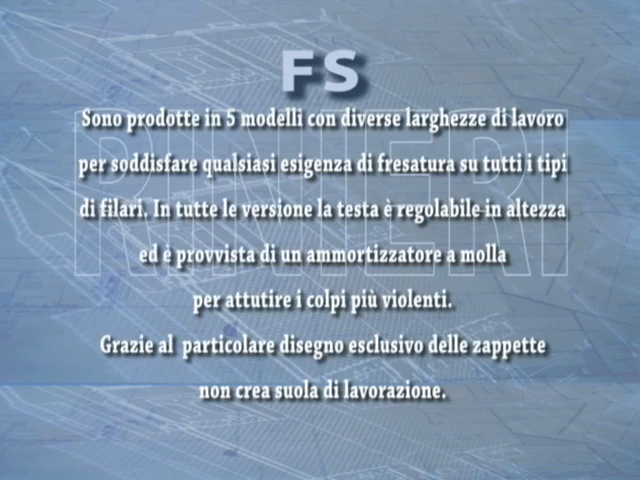 FS
RINIERI
Sono prodotte in 5 modelli con diverse larghezze di lavoro
per soddisfare qualsiasi esigenza di fresatura su tutti i tipi
di filari. In tutte le versione la testa è regolabile in altezza
ed è provvista di un ammortizzatore a molla
per attutire i colpi più violenti.
Grazie al particolare disegno esclusivo delle zappette
non crea suola di lavorazione.